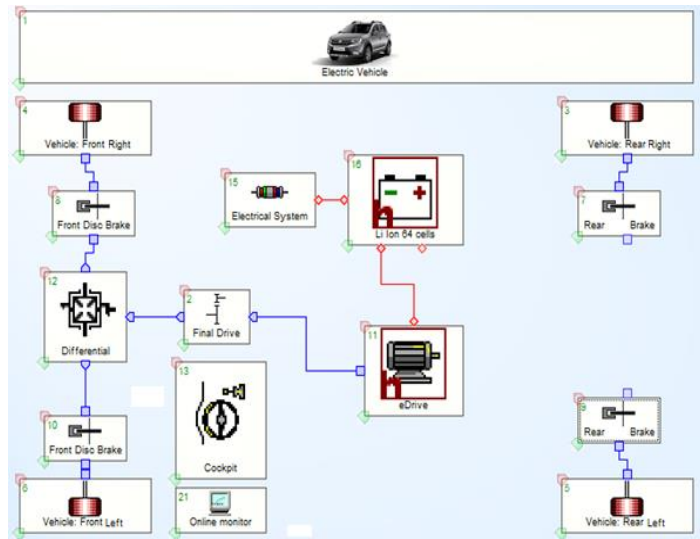 1
Electric Vehicle
4
Vehicle: Front Right
3
Vehicle: Rear Right
8
Front Disc Brake
15
Electrical System
16
Li Ion 64 cells
7
Rear Brake
12
Differential
2
Final Drive
11
eDrive
13
Cockpit
10
Front Disc Brake
9
Rear Brake
6
Vehicle: Front Left
21
Online monitor
5
Vehicle: Rear Left